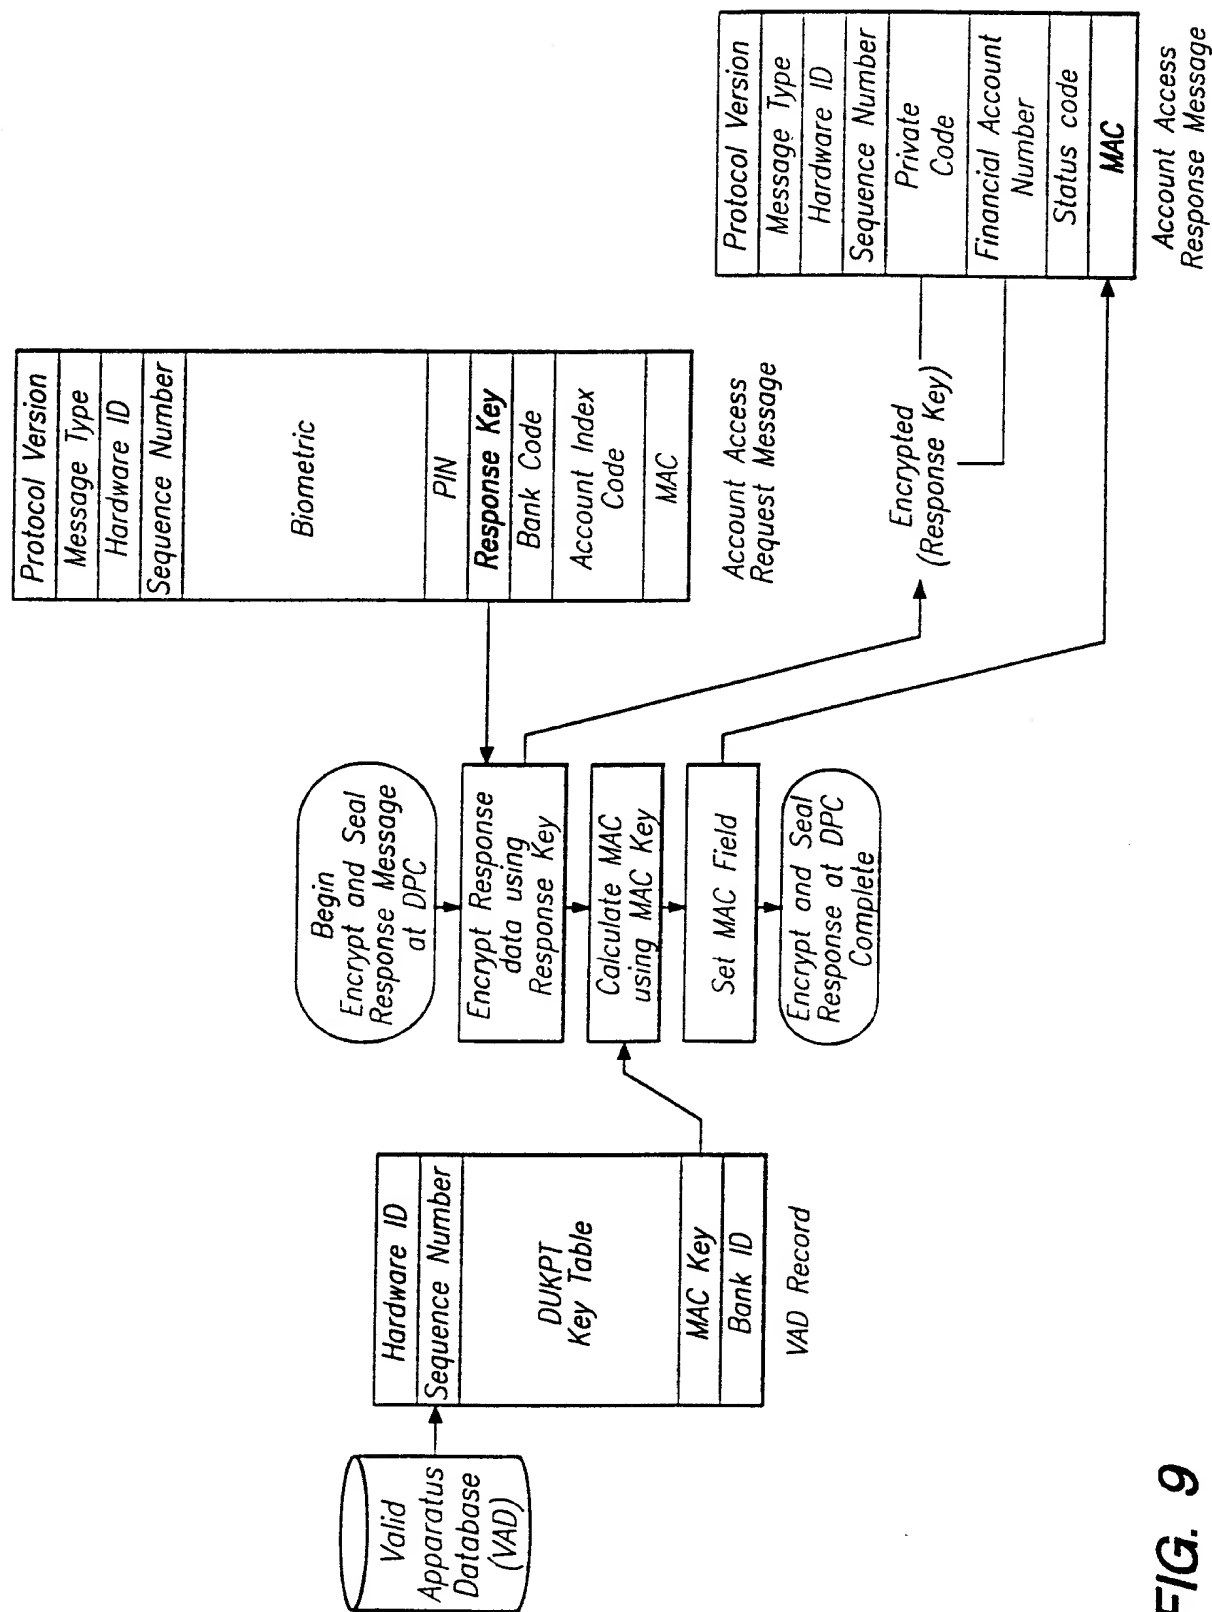 Valid
Apparatus
Database
(VAD)
Hardware ID
Sequence Number
DUKPT
Key Table
MAC Key
Bank ID
VAD Record
Begin
Encrypt and Seal
Response Message
at DPC
Encrypt Response
data using
Response Key
Calculate MAC
using MAC Key
Set MAC Field
Encrypt and Seal
Response at DPC
Complete
Protocol Version
Message Type
Hardware ID
Sequence Number
Biometric
PIN
Response Key
Bank Code
Account Index
Code
MAC
Account Access
Request Message
Encrypted
(Response Key)
Protocol Version
Message Type
Hardware ID
Sequence Number
Private
Code
Financial Account
Number
Status code
MAC
Account Access
Response Message
FIG. 9